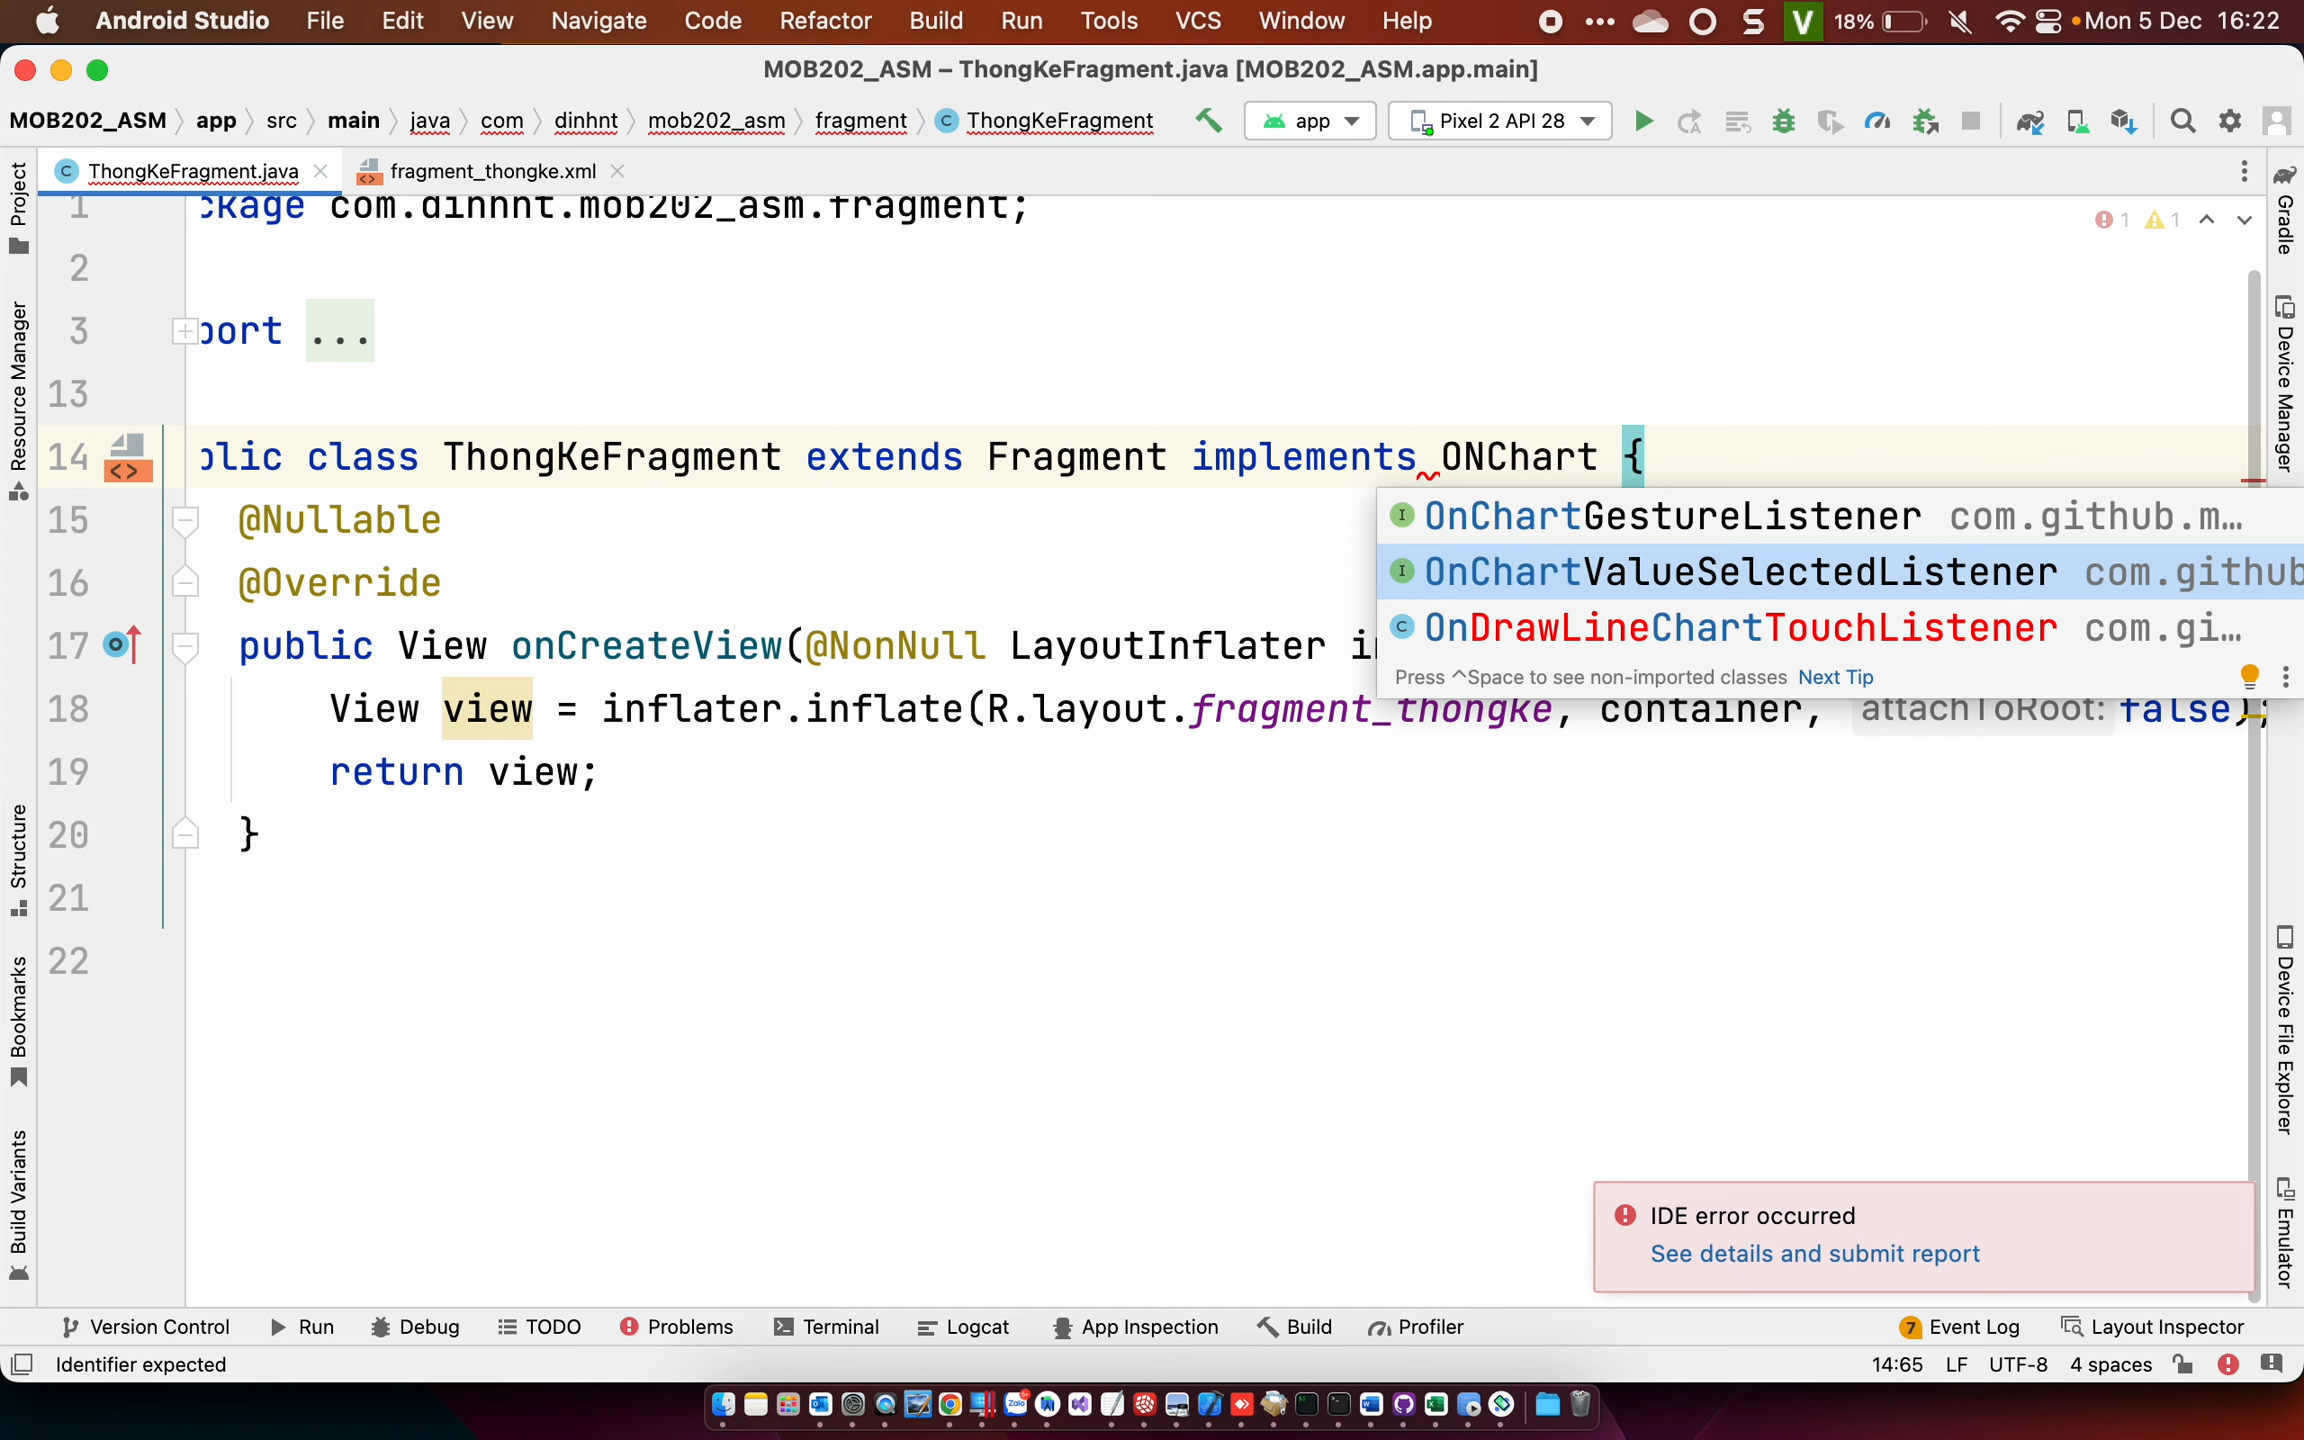 Android Studio File Edit View Navigate Code Refactor Build Run Tools VCS Window Help 18% Mon 5 Dec 16:22
MOB202_ASM – ThongKeFragment.java [MOB202_ASM.app.main]
MOB202_ASM app src main java com dinhnt mob202_asm fragment ThongKeFragment app Pixel 2 API 28
ThongKeFragment.java fragment_thongke.xml
1 ckage com.dinhnt.mob202_asm.fragment;
1 1
2
3 port ...
13
14 blic class ThongKeFragment extends Fragment implements ONChart {
15 @Nullable
OnChartGestureListener com.github.m...
16 @Override
OnChartValueSelectedListener com.github
17 public View onCreateView(@NonNull LayoutInflater in
OnDrawLineChartTouchListener com.gi...
Press ^Space to see non-imported classes Next Tip
18 View view = inflater.inflate(R.layout.fragment_thongke, container, attachToRoot: false);
19 return view;
20 }
21
22
Project
Resource Manager
Structure
Bookmarks
Build Variants
Gradle
Device Manager
Device File Explorer
Emulator
IDE error occurred
See details and submit report
Version Control Run Debug TODO Problems Terminal Logcat App Inspection Build Profiler 7 Event Log Layout Inspector
Identifier expected 14:65 LF UTF-8 4 spaces
Zalo